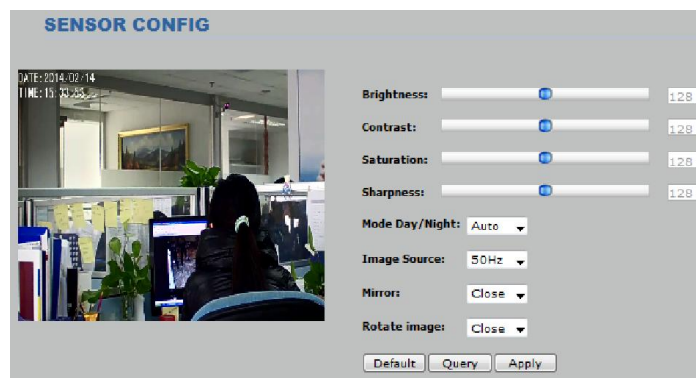 SENSOR CONFIG
DATE:2014/02/14
TIME:15:33:53
Brightness: 128
Contrast: 128
Saturation: 128
Sharpness: 128
Mode Day/Night: Auto
Image Source: 50Hz
Mirror: Close
Rotate image: Close
Default Query Apply